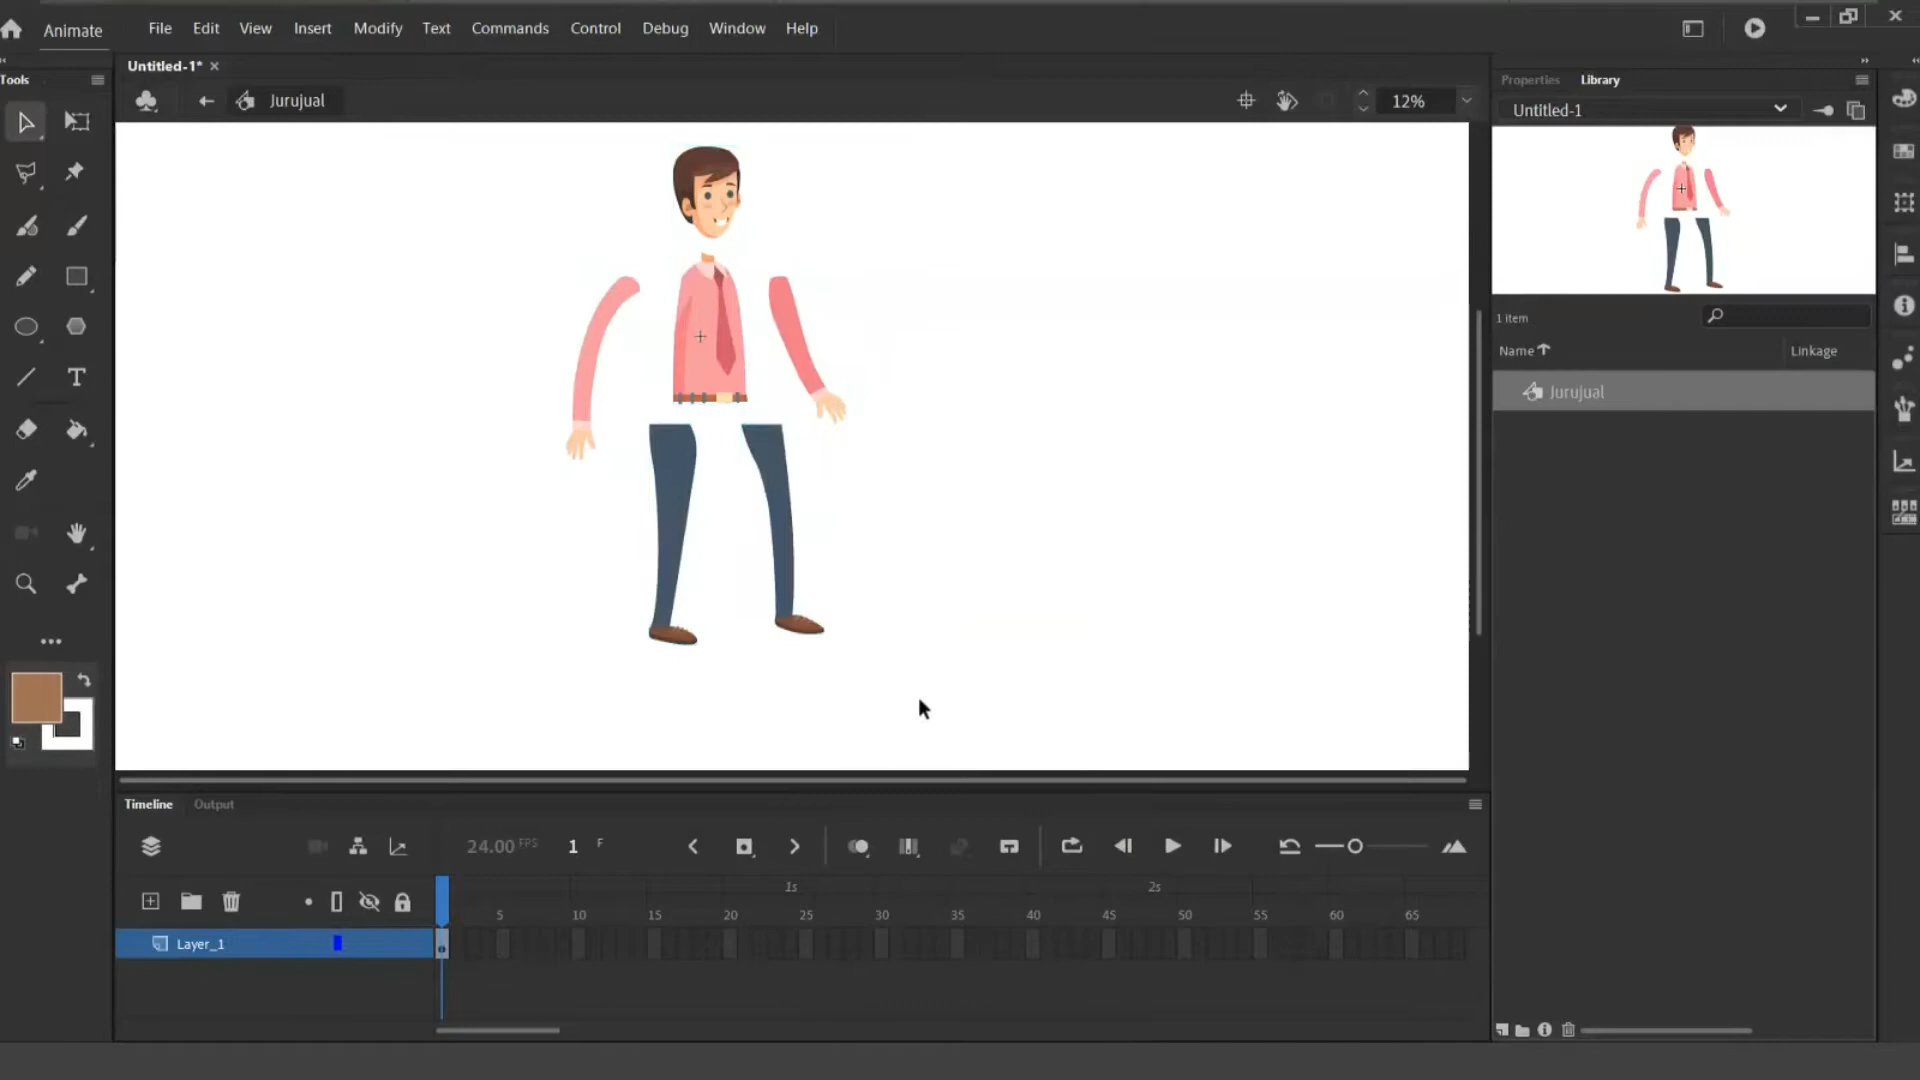 Animate File Edit View Insert Modify Text Commands Control Debug Window Help
Untitled-1*
Tools
Jurujual
12%
Properties Library
Untitled-1
1 item
Name Linkage
Jurujual
Timeline Output
24.00 FPS 1 F
1s 2s
5 10 15 20 25 30 35 40 45 50 55 60 65
Layer_1